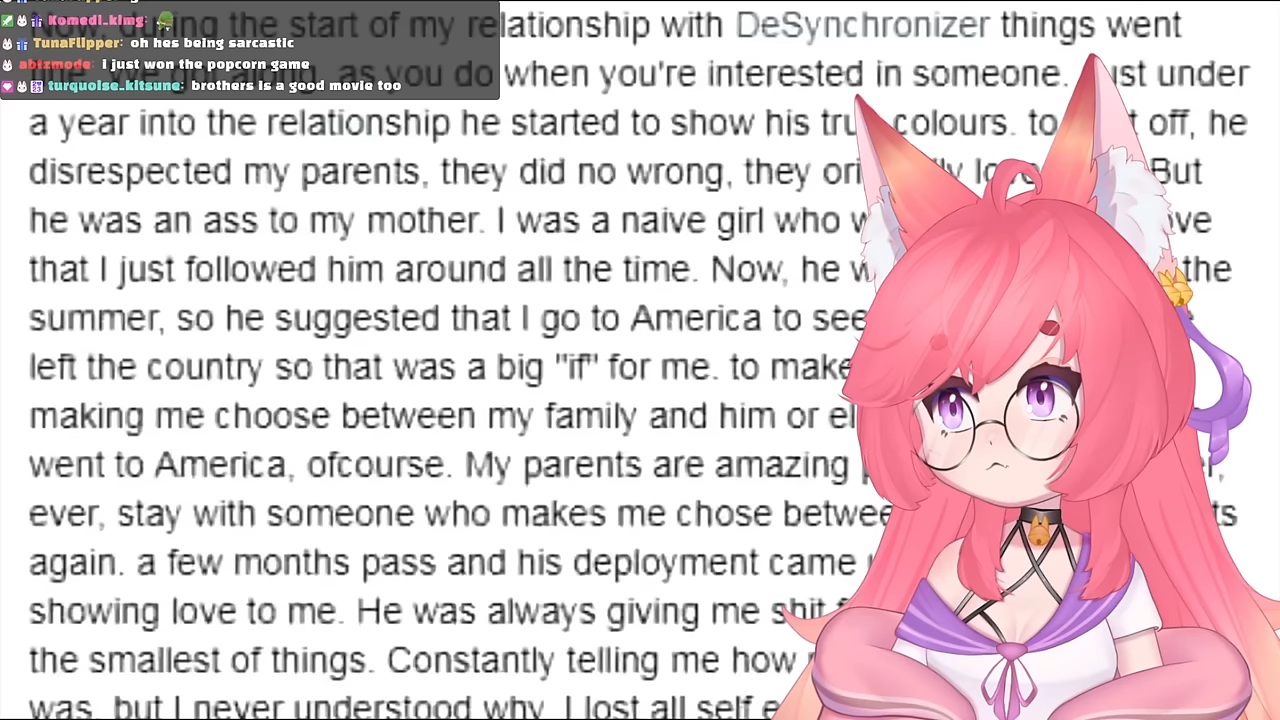 Komedi_kimg:
TunaFlipper: oh hes being sarcastic
abizmode: i just won the popcorn game
turquoise_kitsune: brothers is a good movie too
the start of my relationship with DeSynchronizer things went
as you do when you're interested in someone. under
a year into the relationship he started to show his colours. off, he
disrespected my parents, they did no wrong, they But
he was an ass to my mother. I was a naive girl who
that I just followed him around all the time. Now, he the
summer, so he suggested that I go to America to see
left the country so that was a big "if" for me. to make
making me choose between my family and him or
went to America, ofcourse. My parents are amazing
ever, stay with someone who makes me chose
again. a few months pass and his deployment came
showing love to me. He was always giving me shit
the smallest of things. Constantly telling me how
was, but I never understood why. I lost all self